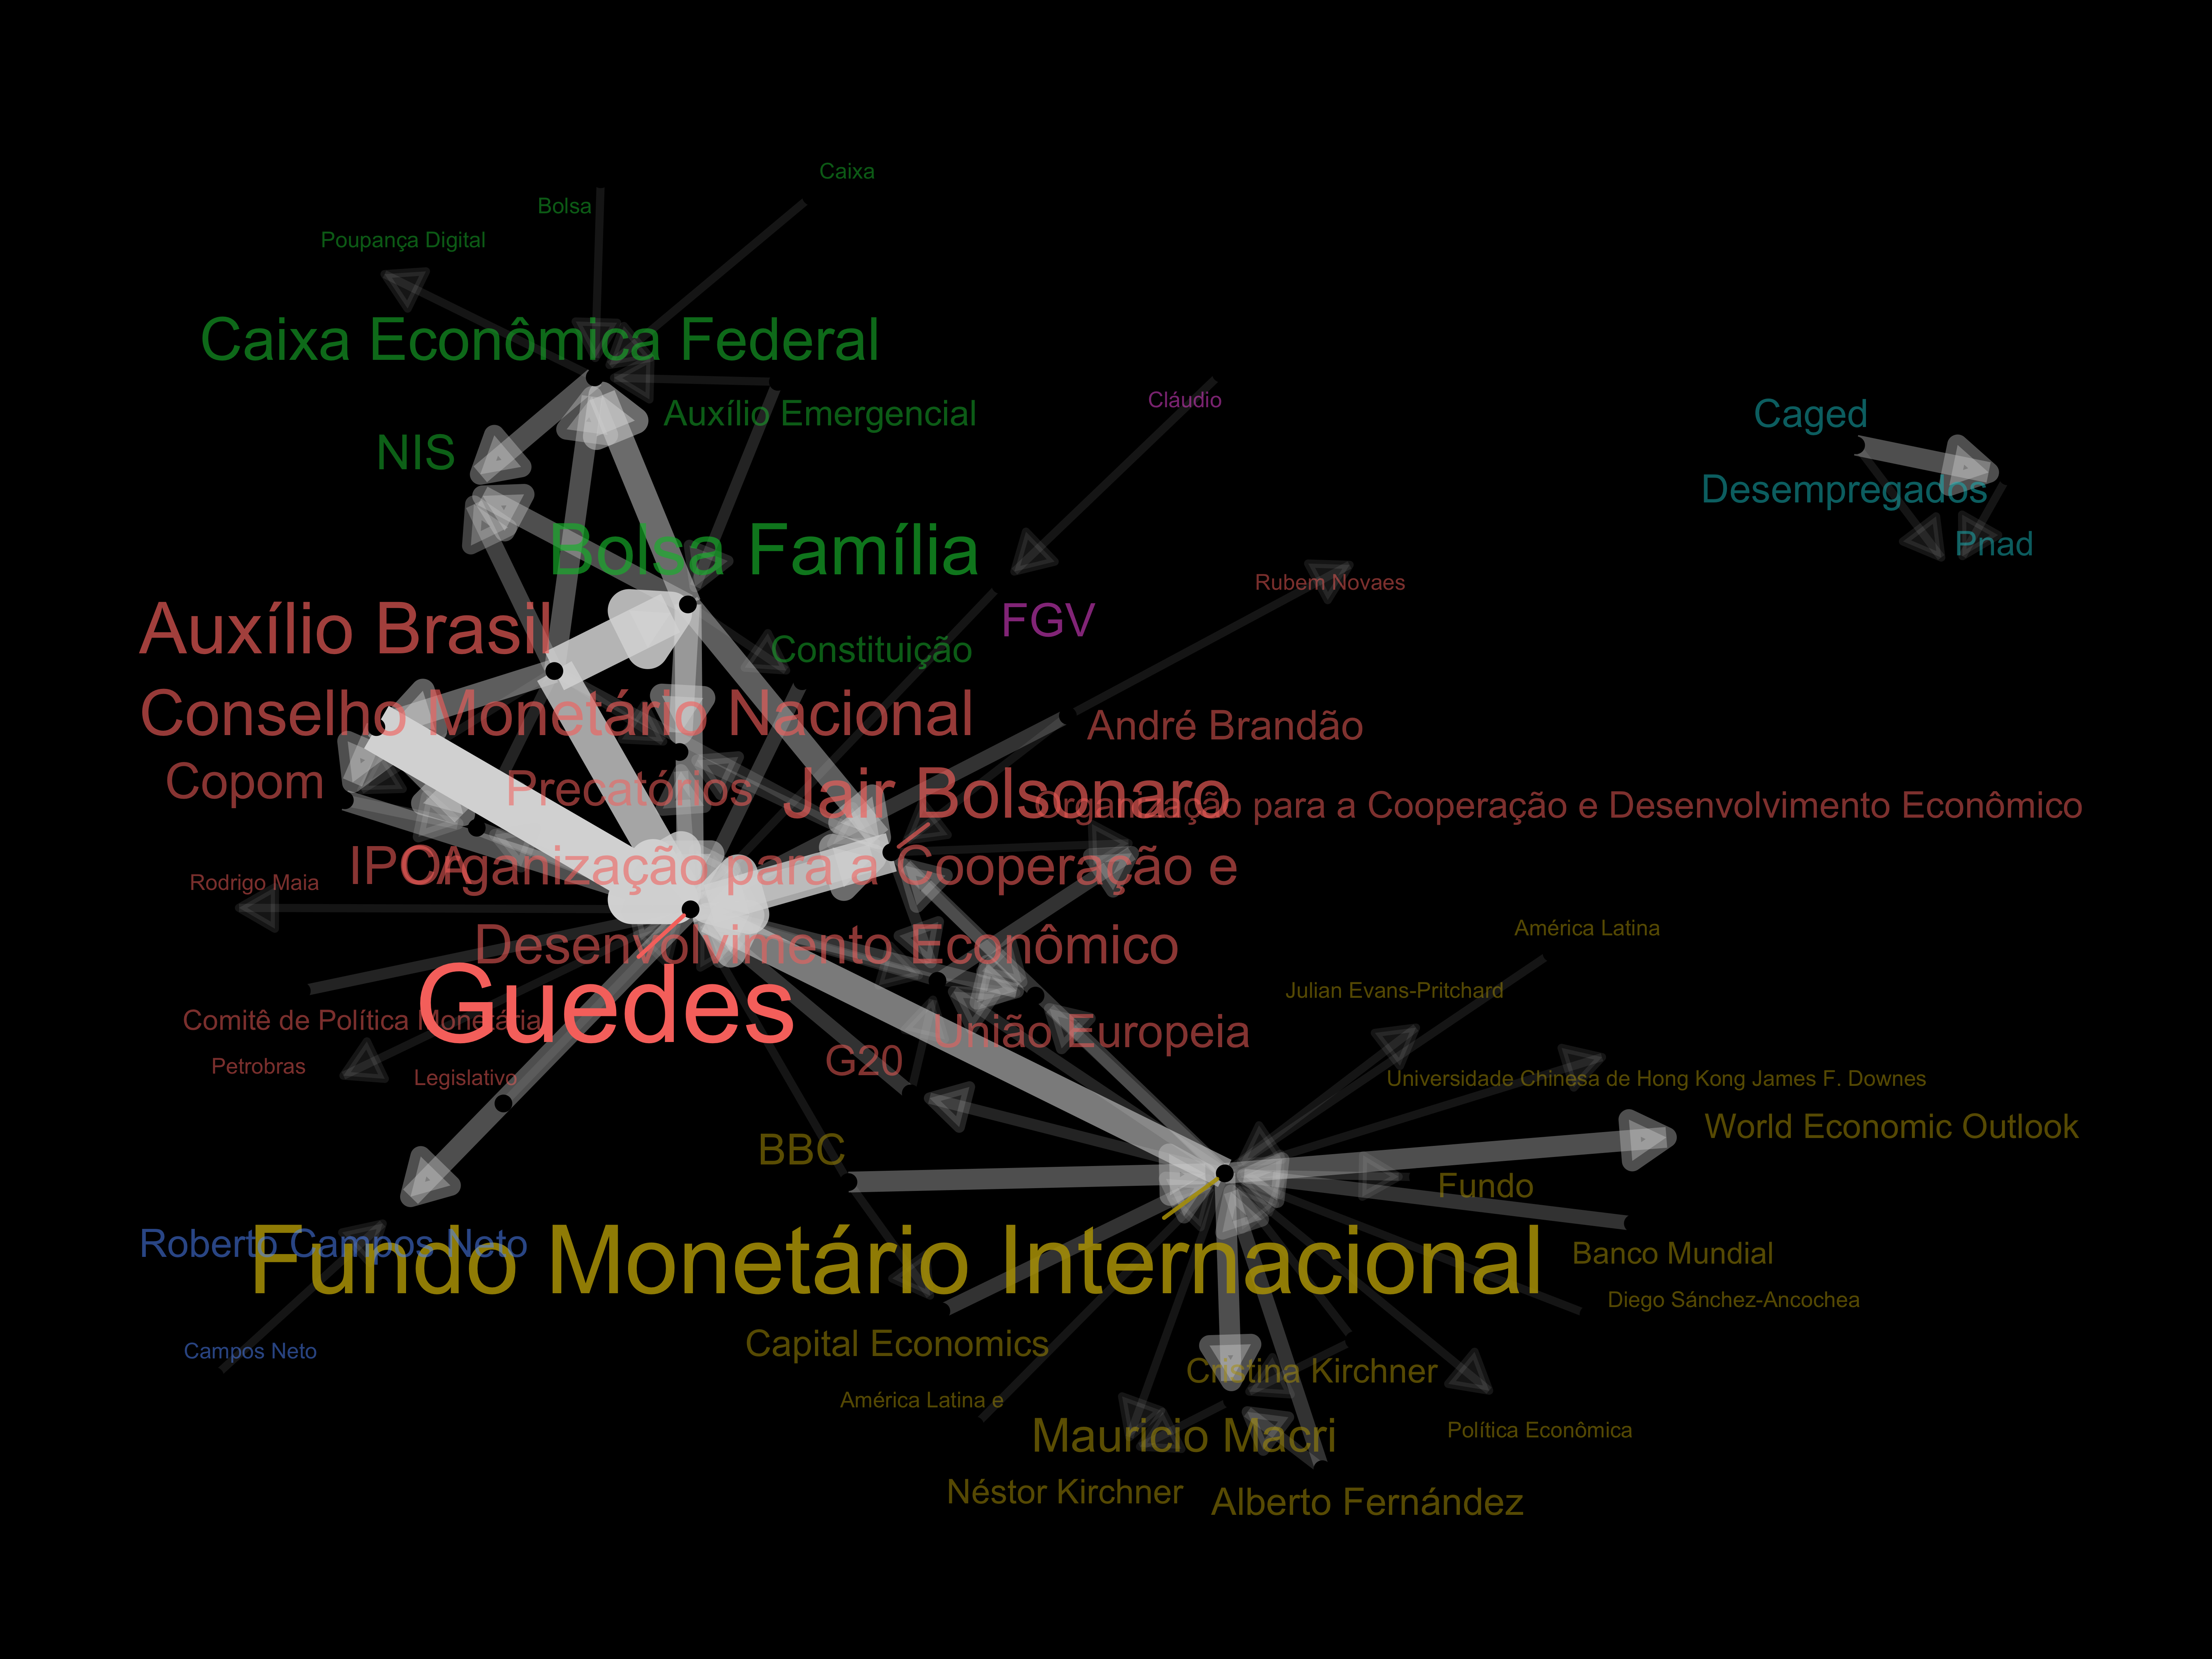 Caixa
Bolsa
Poupança Digital
Caixa Econômica Federal
Cláudio
Auxílio Emergencial
Caged
NIS
Desempregados
Bolsa Família
Pnad
Rubem Novaes
FGV
Auxílio Brasil
Constituição
Conselho Monetário Nacional
André Brandão
Copom
Precatórios
Jair Bolsonaro
Organização para a Cooperação e Desenvolvimento Econômico
IPCA
Organização para a Cooperação e
Desenvolvimento Econômico
Rodrigo Maia
América Latina
Julian Evans-Pritchard
Guedes
Comitê de Política Monetária
União Europeia
Petrobras
Legislativo
G20
Universidade Chinesa de Hong Kong James F. Downes
World Economic Outlook
BBC
Fundo
Roberto Campos Neto
Fundo Monetário Internacional
Banco Mundial
Diego Sánchez-Ancochea
Campos Neto
Capital Economics
Cristina Kirchner
América Latina e
Mauricio Macri
Política Econômica
Néstor Kirchner
Alberto Fernández